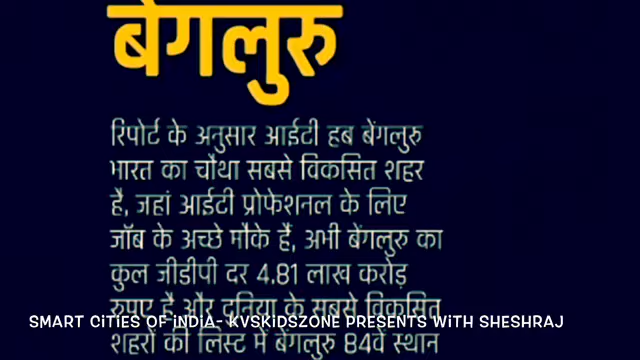 बेंगलुरु
रिपोर्ट के अनुसार आईटी हब बेंगलुरु
भारत का चौथा सबसे विकसित शहर
है, जहां आईटी प्रोफेशनल के लिए
जॉब के अच्छे मौके हैं, अभी बेंगलुरु का
कुल जीडीपी दर 4.81 लाख करोड़
रुपए है और दुनिया के सबसे विकसित
SMART CiTiES OF iNDiA- KVSKiDSZONE PRESENTS WiTH SHESHRAJ
शहरों की लिस्ट में बेंगलुरु 84वें स्थान